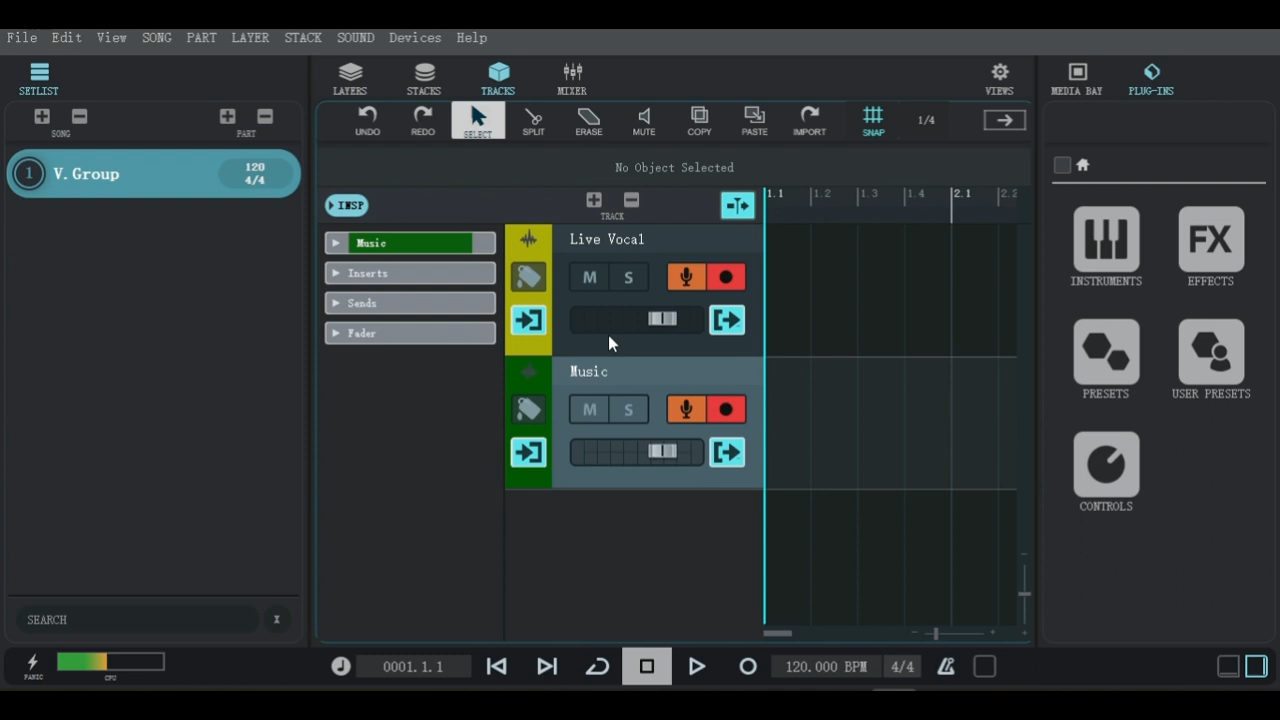 File Edit View SONG PART LAYER STACK SOUND Devices Help
SETLIST LAYERS STACKS TRACKS MIXER VIEWS MEDIA BAY PLUG-INS
SONG PART
UNDO REDO SELECT SPLIT ERASE MUTE COPY PASTE IMPORT SNAP 1/4
1 V. Group 120
4/4
No Object Selected
INSP TRACK
1.1 1.2 1.3 1.4 2.1 2.2
Music
Inserts
Sends
Fader
Live Vocal
M S
Music
M S
INSTRUMENTS FX EFFECTS
PRESETS USER PRESETS
CONTROLS
SEARCH X
PANIC CPU
0001. 1. 1 120.000 BPM 4/4